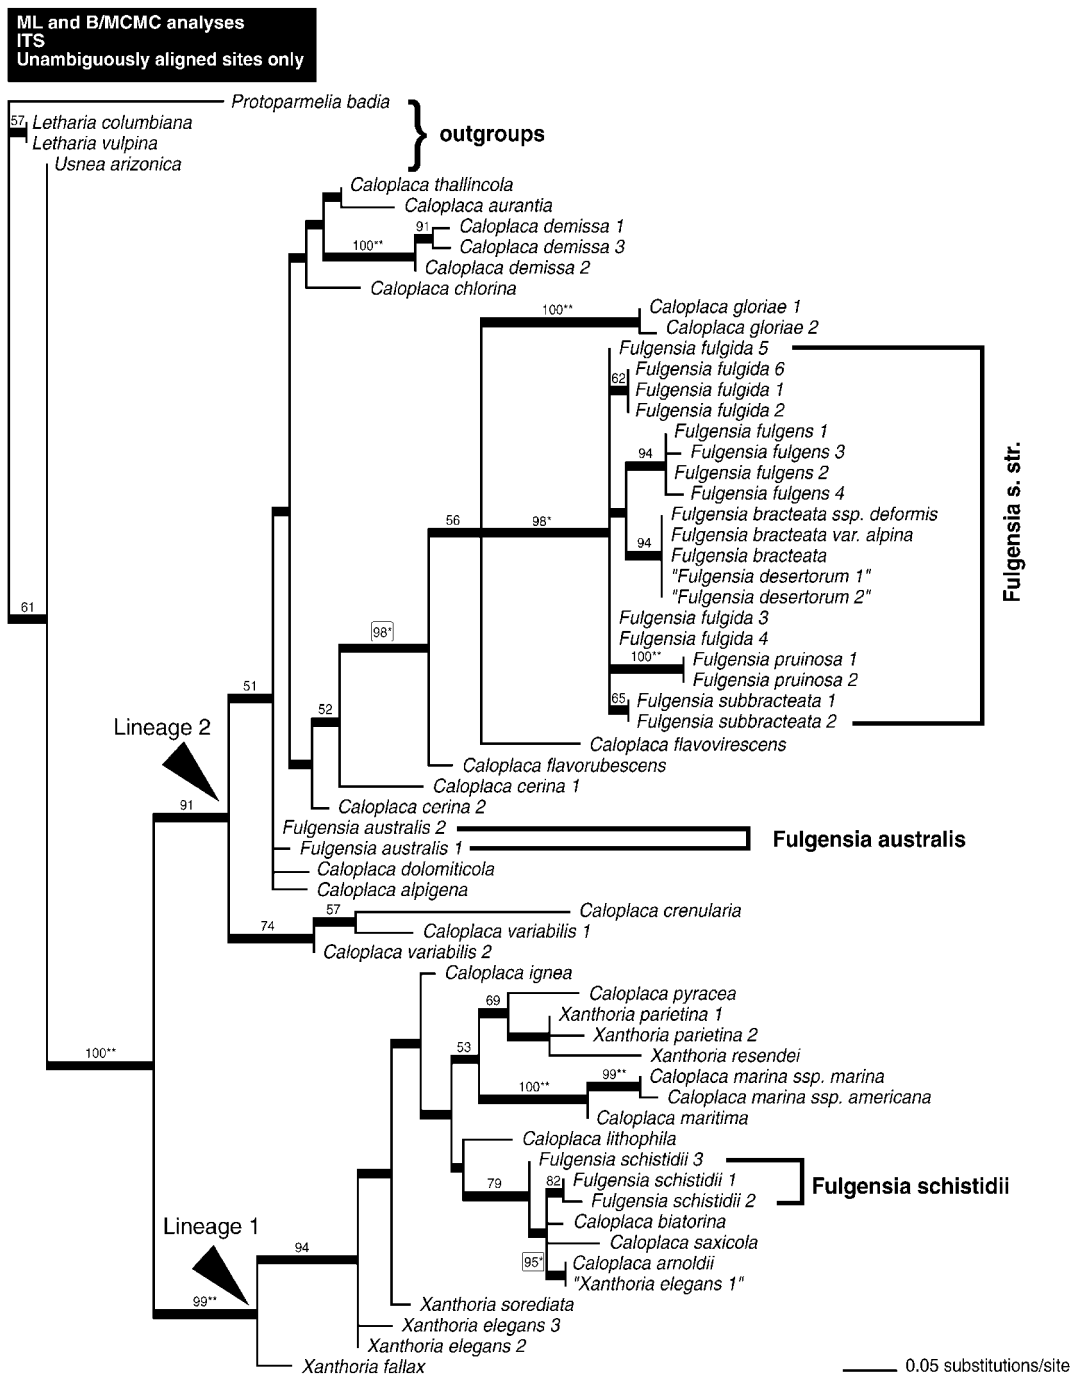 ML and B/MCMC analyses
ITS
Unambiguously aligned sites only
Protoparmelia badia
57
Letharia columbiana
Letharia vulpina
outgroups
Usnea arizonica
Caloplaca thallincola
Caloplaca aurantia
91
Caloplaca demissa 1
100**
Caloplaca demissa 3
Caloplaca demissa 2
Caloplaca chlorina
100**
Caloplaca gloriae 1
Caloplaca gloriae 2
Fulgensia fulgida 5
62
Fulgensia fulgida 6
Fulgensia fulgida 1
Fulgensia fulgida 2
Fulgensia fulgens 1
94
Fulgensia fulgens 3
Fulgensia fulgens 2
Fulgensia fulgens 4
56
98*
Fulgensia bracteata ssp. deformis
Fulgensia bracteata var. alpina
94
Fulgensia bracteata
"Fulgensia desertorum 1"
"Fulgensia desertorum 2"
Fulgensia s. str.
61
Fulgensia fulgida 3
98*
Fulgensia fulgida 4
100**
Fulgensia pruinosa 1
Fulgensia pruinosa 2
51
65
Fulgensia subbracteata 1
52
Fulgensia subbracteata 2
Lineage 2
Caloplaca flavovirescens
Caloplaca flavorubescens
Caloplaca cerina 1
91
Caloplaca cerina 2
Fulgensia australis 2
Fulgensia australis
Fulgensia australis 1
Caloplaca dolomiticola
Caloplaca alpigena
57
Caloplaca crenularia
74
Caloplaca variabilis 1
Caloplaca variabilis 2
Caloplaca ignea
69
Caloplaca pyracea
Xanthoria parietina 1
Xanthoria parietina 2
53
100**
Xanthoria resendei
99**
Caloplaca marina ssp. marina
100**
Caloplaca marina ssp. americana
Caloplaca maritima
Caloplaca lithophila
Fulgensia schistidii 3
79
82
Fulgensia schistidii 1
Fulgensia schistidii
Fulgensia schistidii 2
Lineage 1
Caloplaca biatorina
94
Caloplaca saxicola
95*
Caloplaca arnoldii
"Xanthoria elegans 1"
99**
Xanthoria sorediata
Xanthoria elegans 3
Xanthoria elegans 2
Xanthoria fallax
0.05 substitutions/site